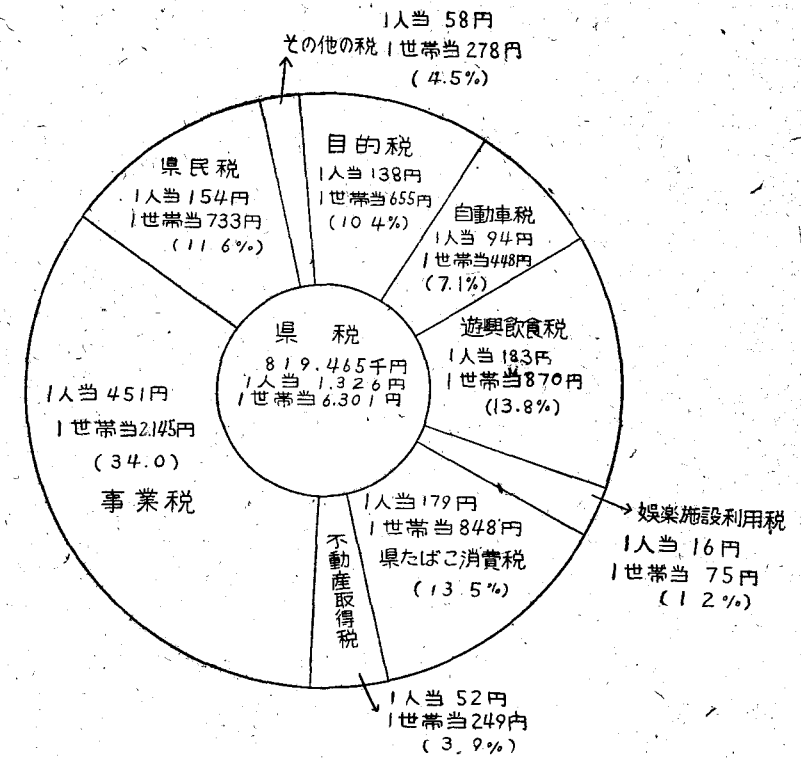 1人当 58円
その他の税 1世帯当278円
(4.5%)
目的税
1人当138円
1世帯当655円
(10 4%)
県民税
1人当154円
1世帯当733円
(11 6%)
自動車税
1人当 94円
1世帯当448円
(7.1%)
遊興飲食税
1人当183円
1世帯当870円
(13.8%)
県 税
819.465千円
1人当 1.326円
1世帯当6.301円
1人当451円
1世帯当2.145円
(34.0)
事業税
娯楽施設利用税
1人当 16円
1世帯当 75円
(1 2%)
1人当179円
1世帯当848円
県たばこ消費税
(13.5%)
不動産取得税
1人当 52円
1世帯当249円
(3.9%)